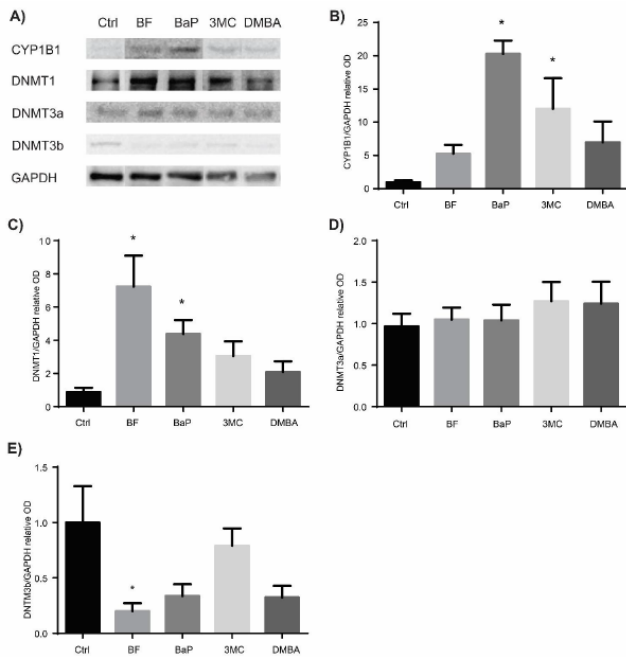 A)
Ctrl BF BaP 3MC DMBA
CYP1B1
DNMT1
DNMT3a
DNMT3b
GAPDH
B)
CYP1B1/GAPDH relative OD
25
20
15
10
5
0
*
*
Ctrl BF BaP 3MC DMBA
C)
DNMT1/GAPDH relative OD
10
8
6
4
2
0
*
*
Ctrl BF BaP 3MC DMBA
D)
DNMT3a/GAPDH relative OD
2.0
1.5
1.0
0.5
0.0
Ctrl BF BaP 3MC DMBA
E)
DNTM3b/GAPDH relative OD
1.5
1.0
0.5
0.0
*
Ctrl BF BaP 3MC DMBA